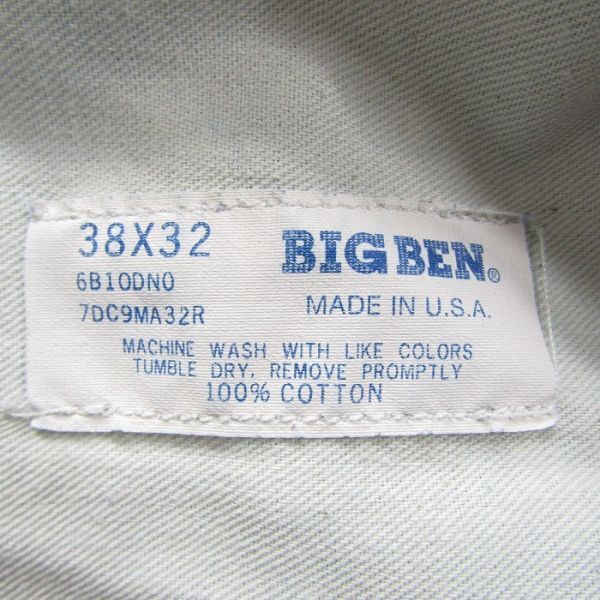 38X32
BIG BEN®
6B10DN0
7DC9MA32R
MADE IN U.S.A.
MACHINE WASH WITH LIKE COLORS
TUMBLE DRY, REMOVE PROMPTLY
100% COTTON